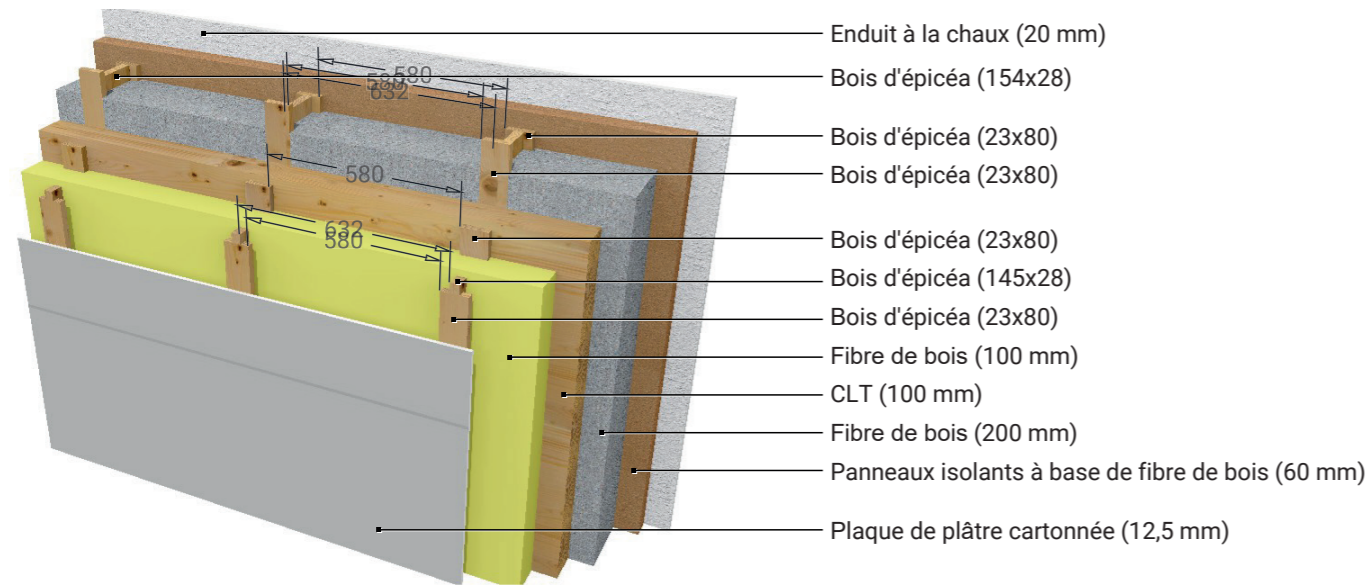 Enduit à la chaux (20 mm)
Bois d'épicéa (154x28)
Bois d'épicéa (23x80)
Bois d'épicéa (23x80)
Bois d'épicéa (23x80)
Bois d'épicéa (145x28)
Bois d'épicéa (23x80)
Fibre de bois (100 mm)
CLT (100 mm)
Fibre de bois (200 mm)
Panneaux isolants à base de fibre de bois (60 mm)
Plaque de plâtre cartonnée (12,5 mm)
580
632
580
632
580